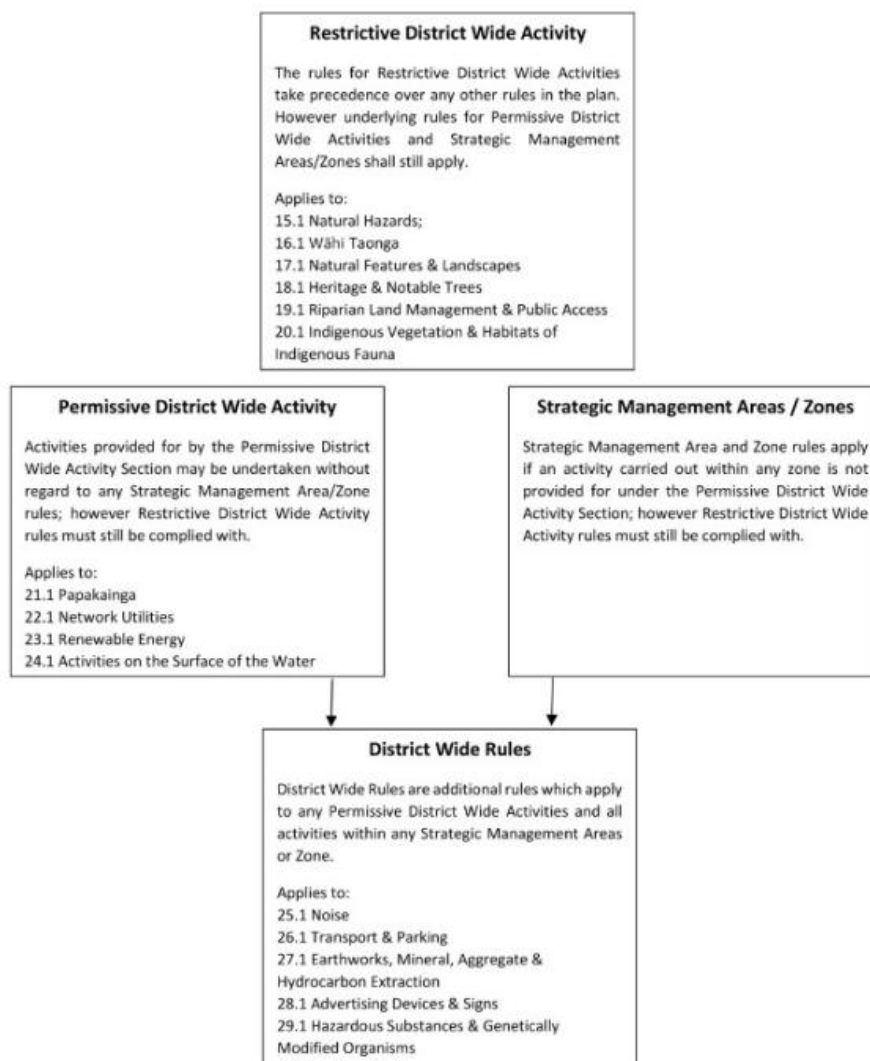 Restrictive District Wide Activity
The rules for Restrictive District Wide Activities
take precedence over any other rules in the plan.
However underlying rules for Permissive District
Wide Activities and Strategic Management
Areas/Zones shall still apply.
Applies to:
15.1 Natural Hazards;
16.1 Wāhi Taonga
17.1 Natural Features & Landscapes
18.1 Heritage & Notable Trees
19.1 Riparian Land Management & Public Access
20.1 Indigenous Vegetation & Habitats of
Indigenous Fauna
Permissive District Wide Activity
Activities provided for by the Permissive District
Wide Activity Section may be undertaken without
regard to any Strategic Management Area/Zone
rules; however Restrictive District Wide Activity
rules must still be complied with.
Applies to:
21.1 Papakainga
22.1 Network Utilities
23.1 Renewable Energy
24.1 Activities on the Surface of the Water
Strategic Management Areas / Zones
Strategic Management Area and Zone rules apply
if an activity carried out within any zone is not
provided for under the Permissive District Wide
Activity Section; however Restrictive District Wide
Activity rules must still be complied with.
District Wide Rules
District Wide Rules are additional rules which apply
to any Permissive District Wide Activities and all
activities within any Strategic Management Areas
or Zone.
Applies to:
25.1 Noise
26.1 Transport & Parking
27.1 Earthworks, Mineral, Aggregate &
Hydrocarbon Extraction
28.1 Advertising Devices & Signs
29.1 Hazardous Substances & Genetically
Modified Organisms